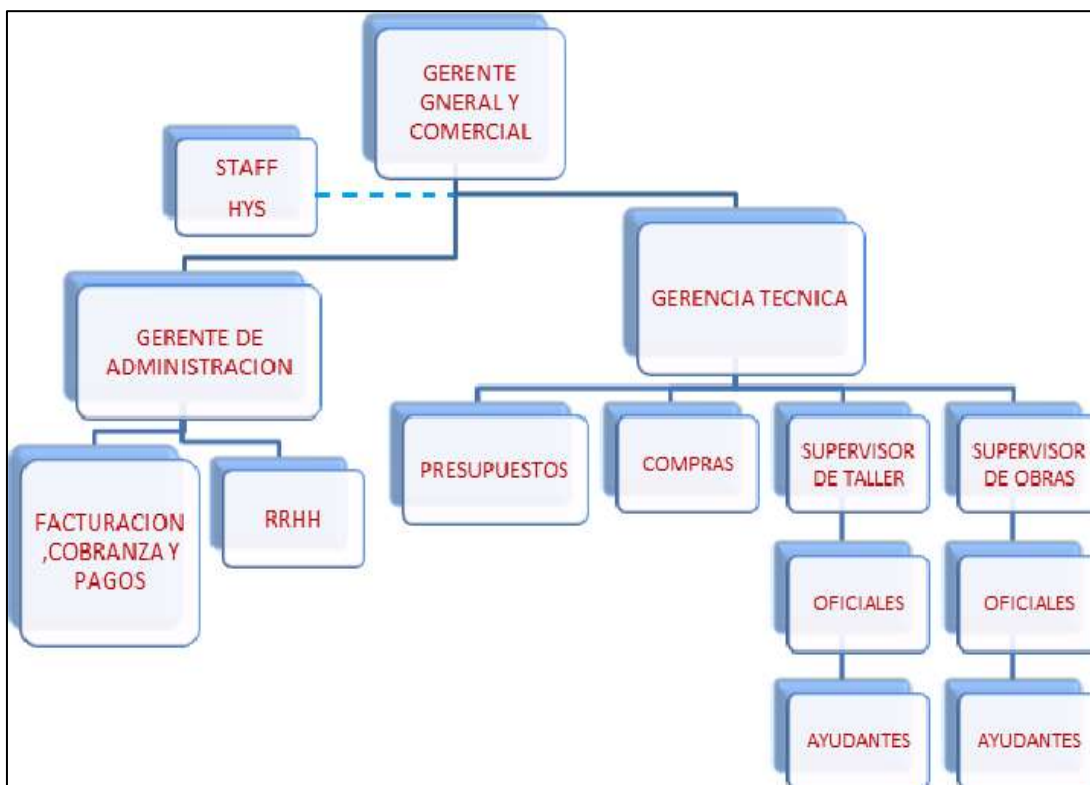 GERENTE
GNERAL Y
COMERCIAL
STAFF
HYS
GERENCIA TECNICA
GERENTE DE
ADMINISTRACION
PRESUPUESTOS
COMPRAS
SUPERVISOR
DE TALLER
SUPERVISOR
DE OBRAS
FACTURACION
,COBRANZA Y
PAGOS
RRHH
OFICIALES
OFICIALES
AYUDANTES
AYUDANTES